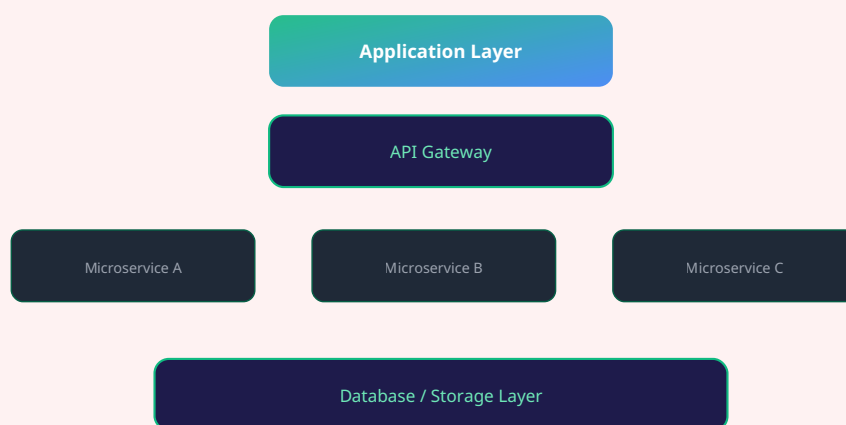 Application Layer
API Gateway
Microservice A
Microservice B
Microservice C
Database / Storage Layer